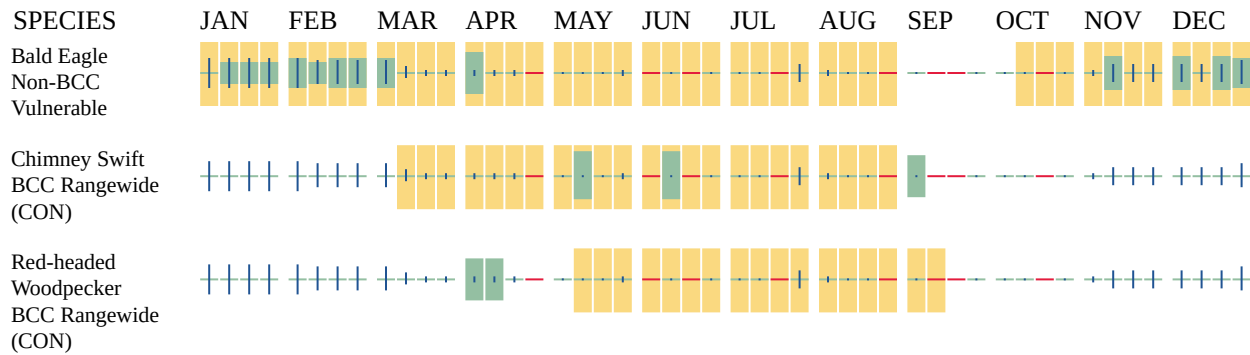 SPECIES JAN FEB MAR APR MAY JUN JUL AUG SEP OCT NOV DEC
Bald Eagle
Non-BCC
Vulnerable
Chimney Swift
BCC Rangewide
(CON)
Red-headed
Woodpecker
BCC Rangewide
(CON)